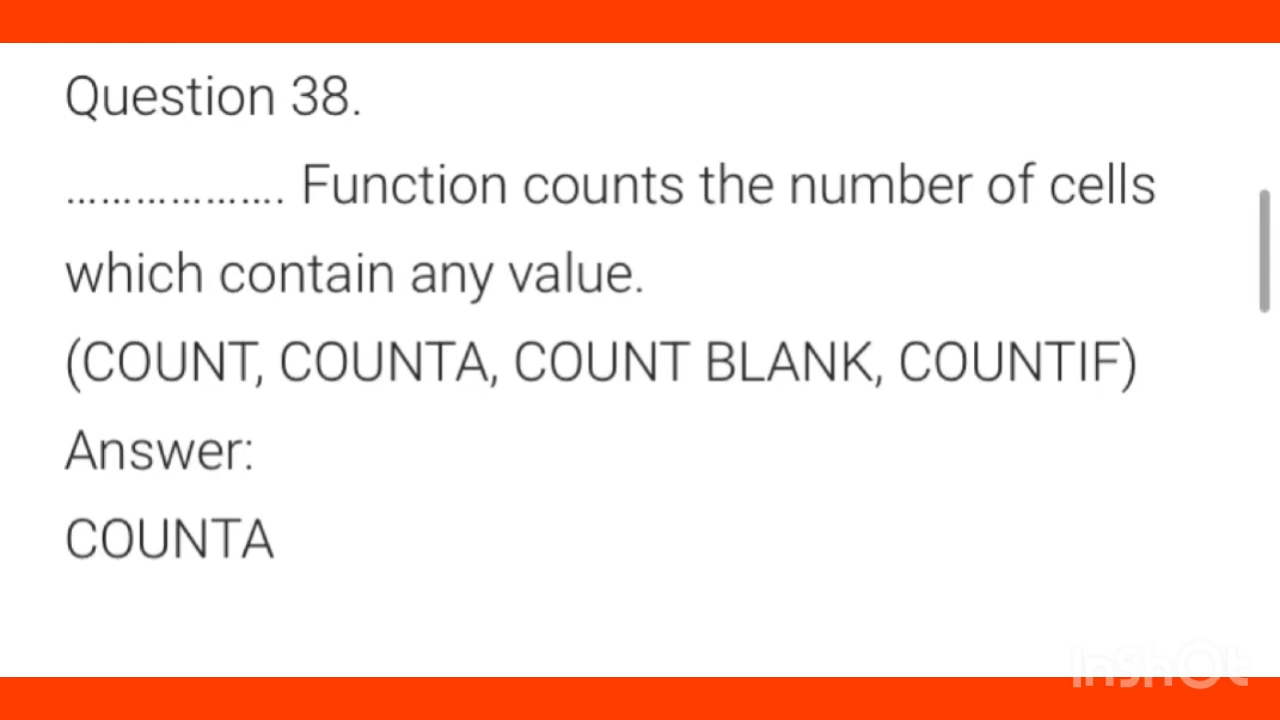 Question 38.
………………. Function counts the number of cells
which contain any value.
(COUNT, COUNTA, COUNT BLANK, COUNTIF)
Answer:
COUNTA
InShOt